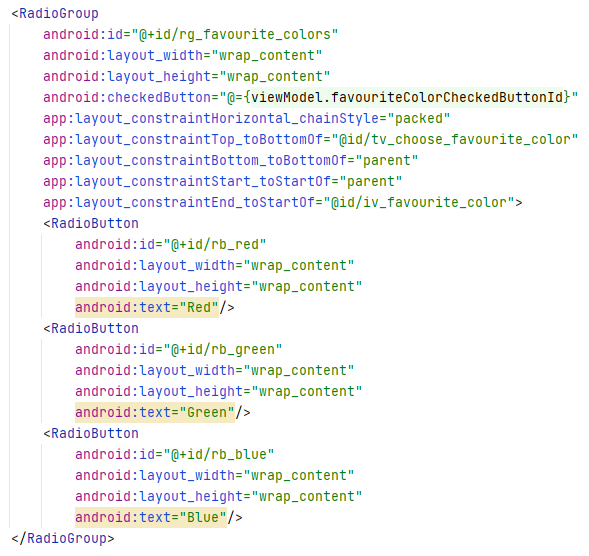 <RadioGroup
    android:id="@+id/rg_favourite_colors"
    android:layout_width="wrap_content"
    android:layout_height="wrap_content"
    android:checkedButton="@={viewModel.favouriteColorCheckedButtonId}"
    app:layout_constraintHorizontal_chainStyle="packed"
    app:layout_constraintTop_toBottomOf="@id/tv_choose_favourite_color"
    app:layout_constraintBottom_toBottomOf="parent"
    app:layout_constraintStart_toStartOf="parent"
    app:layout_constraintEnd_toStartOf="@id/iv_favourite_color">
    <RadioButton
        android:id="@+id/rb_red"
        android:layout_width="wrap_content"
        android:layout_height="wrap_content"
        android:text="Red"/>
    <RadioButton
        android:id="@+id/rb_green"
        android:layout_width="wrap_content"
        android:layout_height="wrap_content"
        android:text="Green"/>
    <RadioButton
        android:id="@+id/rb_blue"
        android:layout_width="wrap_content"
        android:layout_height="wrap_content"
        android:text="Blue"/>
</RadioGroup>